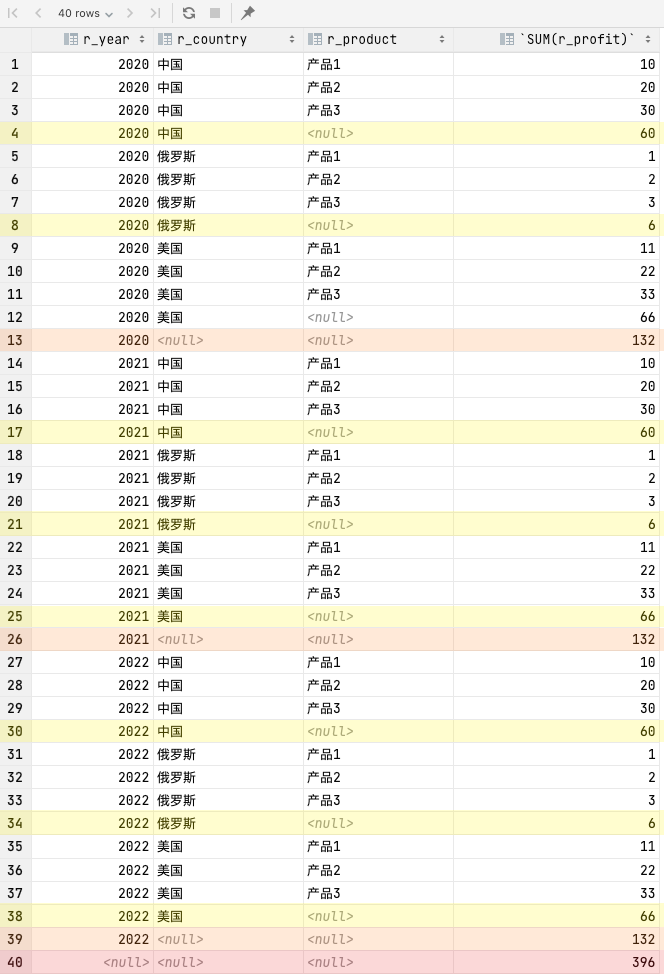 40 rows
r_year r_country r_product `SUM(r_profit)`
1 2020 中国 产品1 10
2 2020 中国 产品2 20
3 2020 中国 产品3 30
4 2020 中国 <null> 60
5 2020 俄罗斯 产品1 1
6 2020 俄罗斯 产品2 2
7 2020 俄罗斯 产品3 3
8 2020 俄罗斯 <null> 6
9 2020 美国 产品1 11
10 2020 美国 产品2 22
11 2020 美国 产品3 33
12 2020 美国 <null> 66
13 2020 <null> <null> 132
14 2021 中国 产品1 10
15 2021 中国 产品2 20
16 2021 中国 产品3 30
17 2021 中国 <null> 60
18 2021 俄罗斯 产品1 1
19 2021 俄罗斯 产品2 2
20 2021 俄罗斯 产品3 3
21 2021 俄罗斯 <null> 6
22 2021 美国 产品1 11
23 2021 美国 产品2 22
24 2021 美国 产品3 33
25 2021 美国 <null> 66
26 2021 <null> <null> 132
27 2022 中国 产品1 10
28 2022 中国 产品2 20
29 2022 中国 产品3 30
30 2022 中国 <null> 60
31 2022 俄罗斯 产品1 1
32 2022 俄罗斯 产品2 2
33 2022 俄罗斯 产品3 3
34 2022 俄罗斯 <null> 6
35 2022 美国 产品1 11
36 2022 美国 产品2 22
37 2022 美国 产品3 33
38 2022 美国 <null> 66
39 2022 <null> <null> 132
40 <null> <null> <null> 396